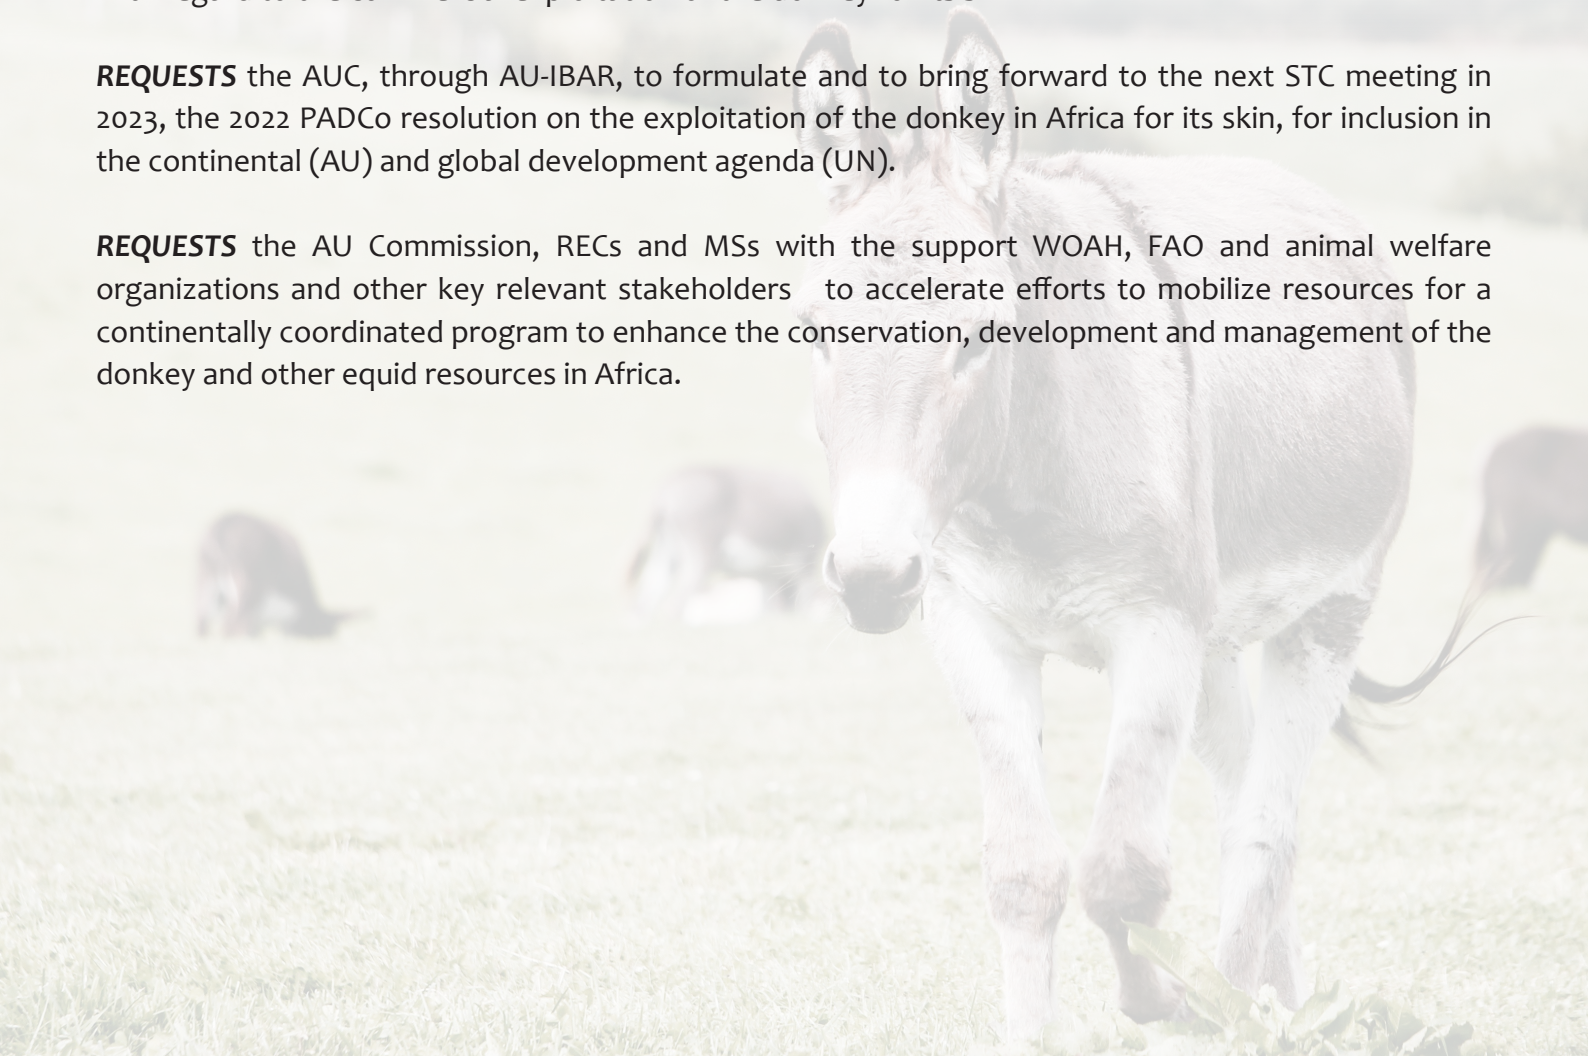 REQUESTS the AUC, through AU-IBAR, to formulate and to bring forward to the next STC meeting in
2023, the 2022 PADCo resolution on the exploitation of the donkey in Africa for its skin, for inclusion in
the continental (AU) and global development agenda (UN).
REQUESTS the AU Commission, RECs and MSs with the support WOAH, FAO and animal welfare
organizations and other key relevant stakeholders to accelerate efforts to mobilize resources for a
continentally coordinated program to enhance the conservation, development and management of the
donkey and other equid resources in Africa.